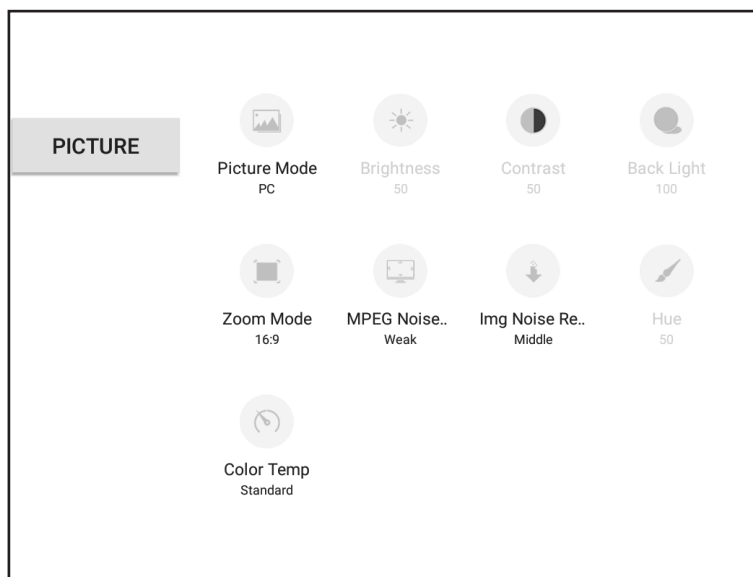 PICTURE
Picture Mode
PC
Brightness
50
Contrast
50
Back Light
100
Zoom Mode
16:9
MPEG Noise..
Weak
Img Noise Re..
Middle
Hue
50
Color Temp
Standard